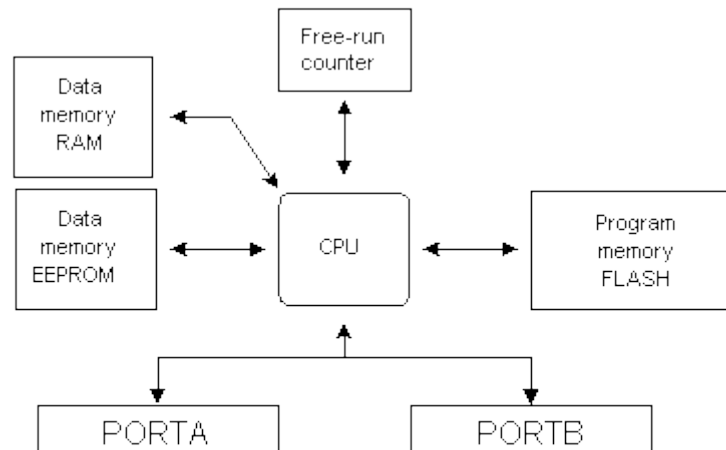 Free-run
counter
Data
memory
RAM
Data
memory
EEPROM
CPU
Program
memory
FLASH
PORTA
PORTB